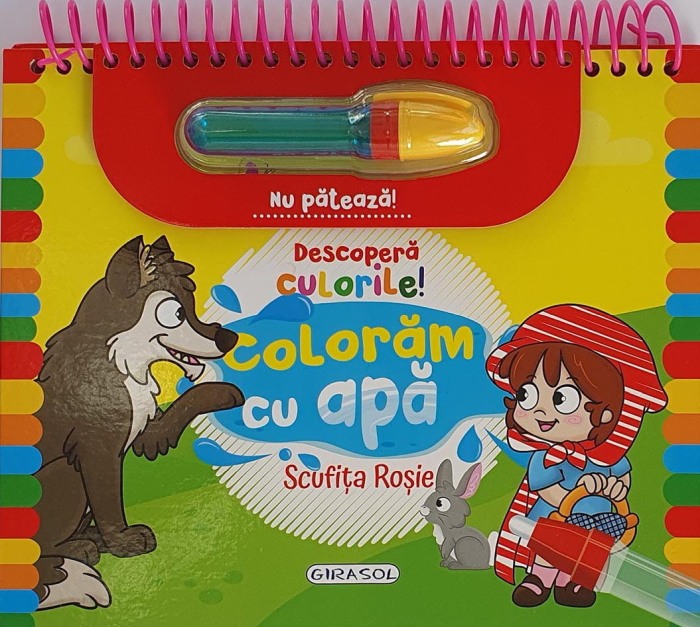 Nu pătează!
Descoperă
culorile!
Colorăm
cu apă
Scufița Roșie
GIRASOL